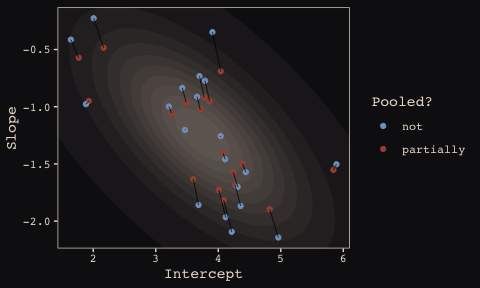 −0.5
−1.0
−1.5
−2.0
Slope
2 3 4 5 6
Intercept
Pooled?
not
partially